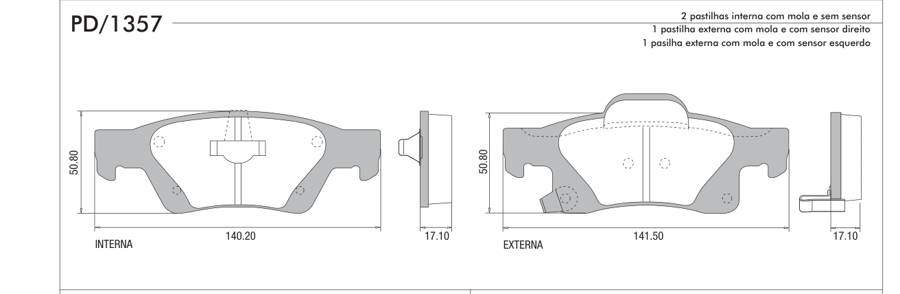 PD/1357
2 pastilhas interna com mola e sem sensor
1 pastilha externa com mola e com sensor direito
1 pasilha externa com mola e com sensor esquerdo
50.80
140.20
17.10
INTERNA
50.80
141.50
17.10
EXTERNA